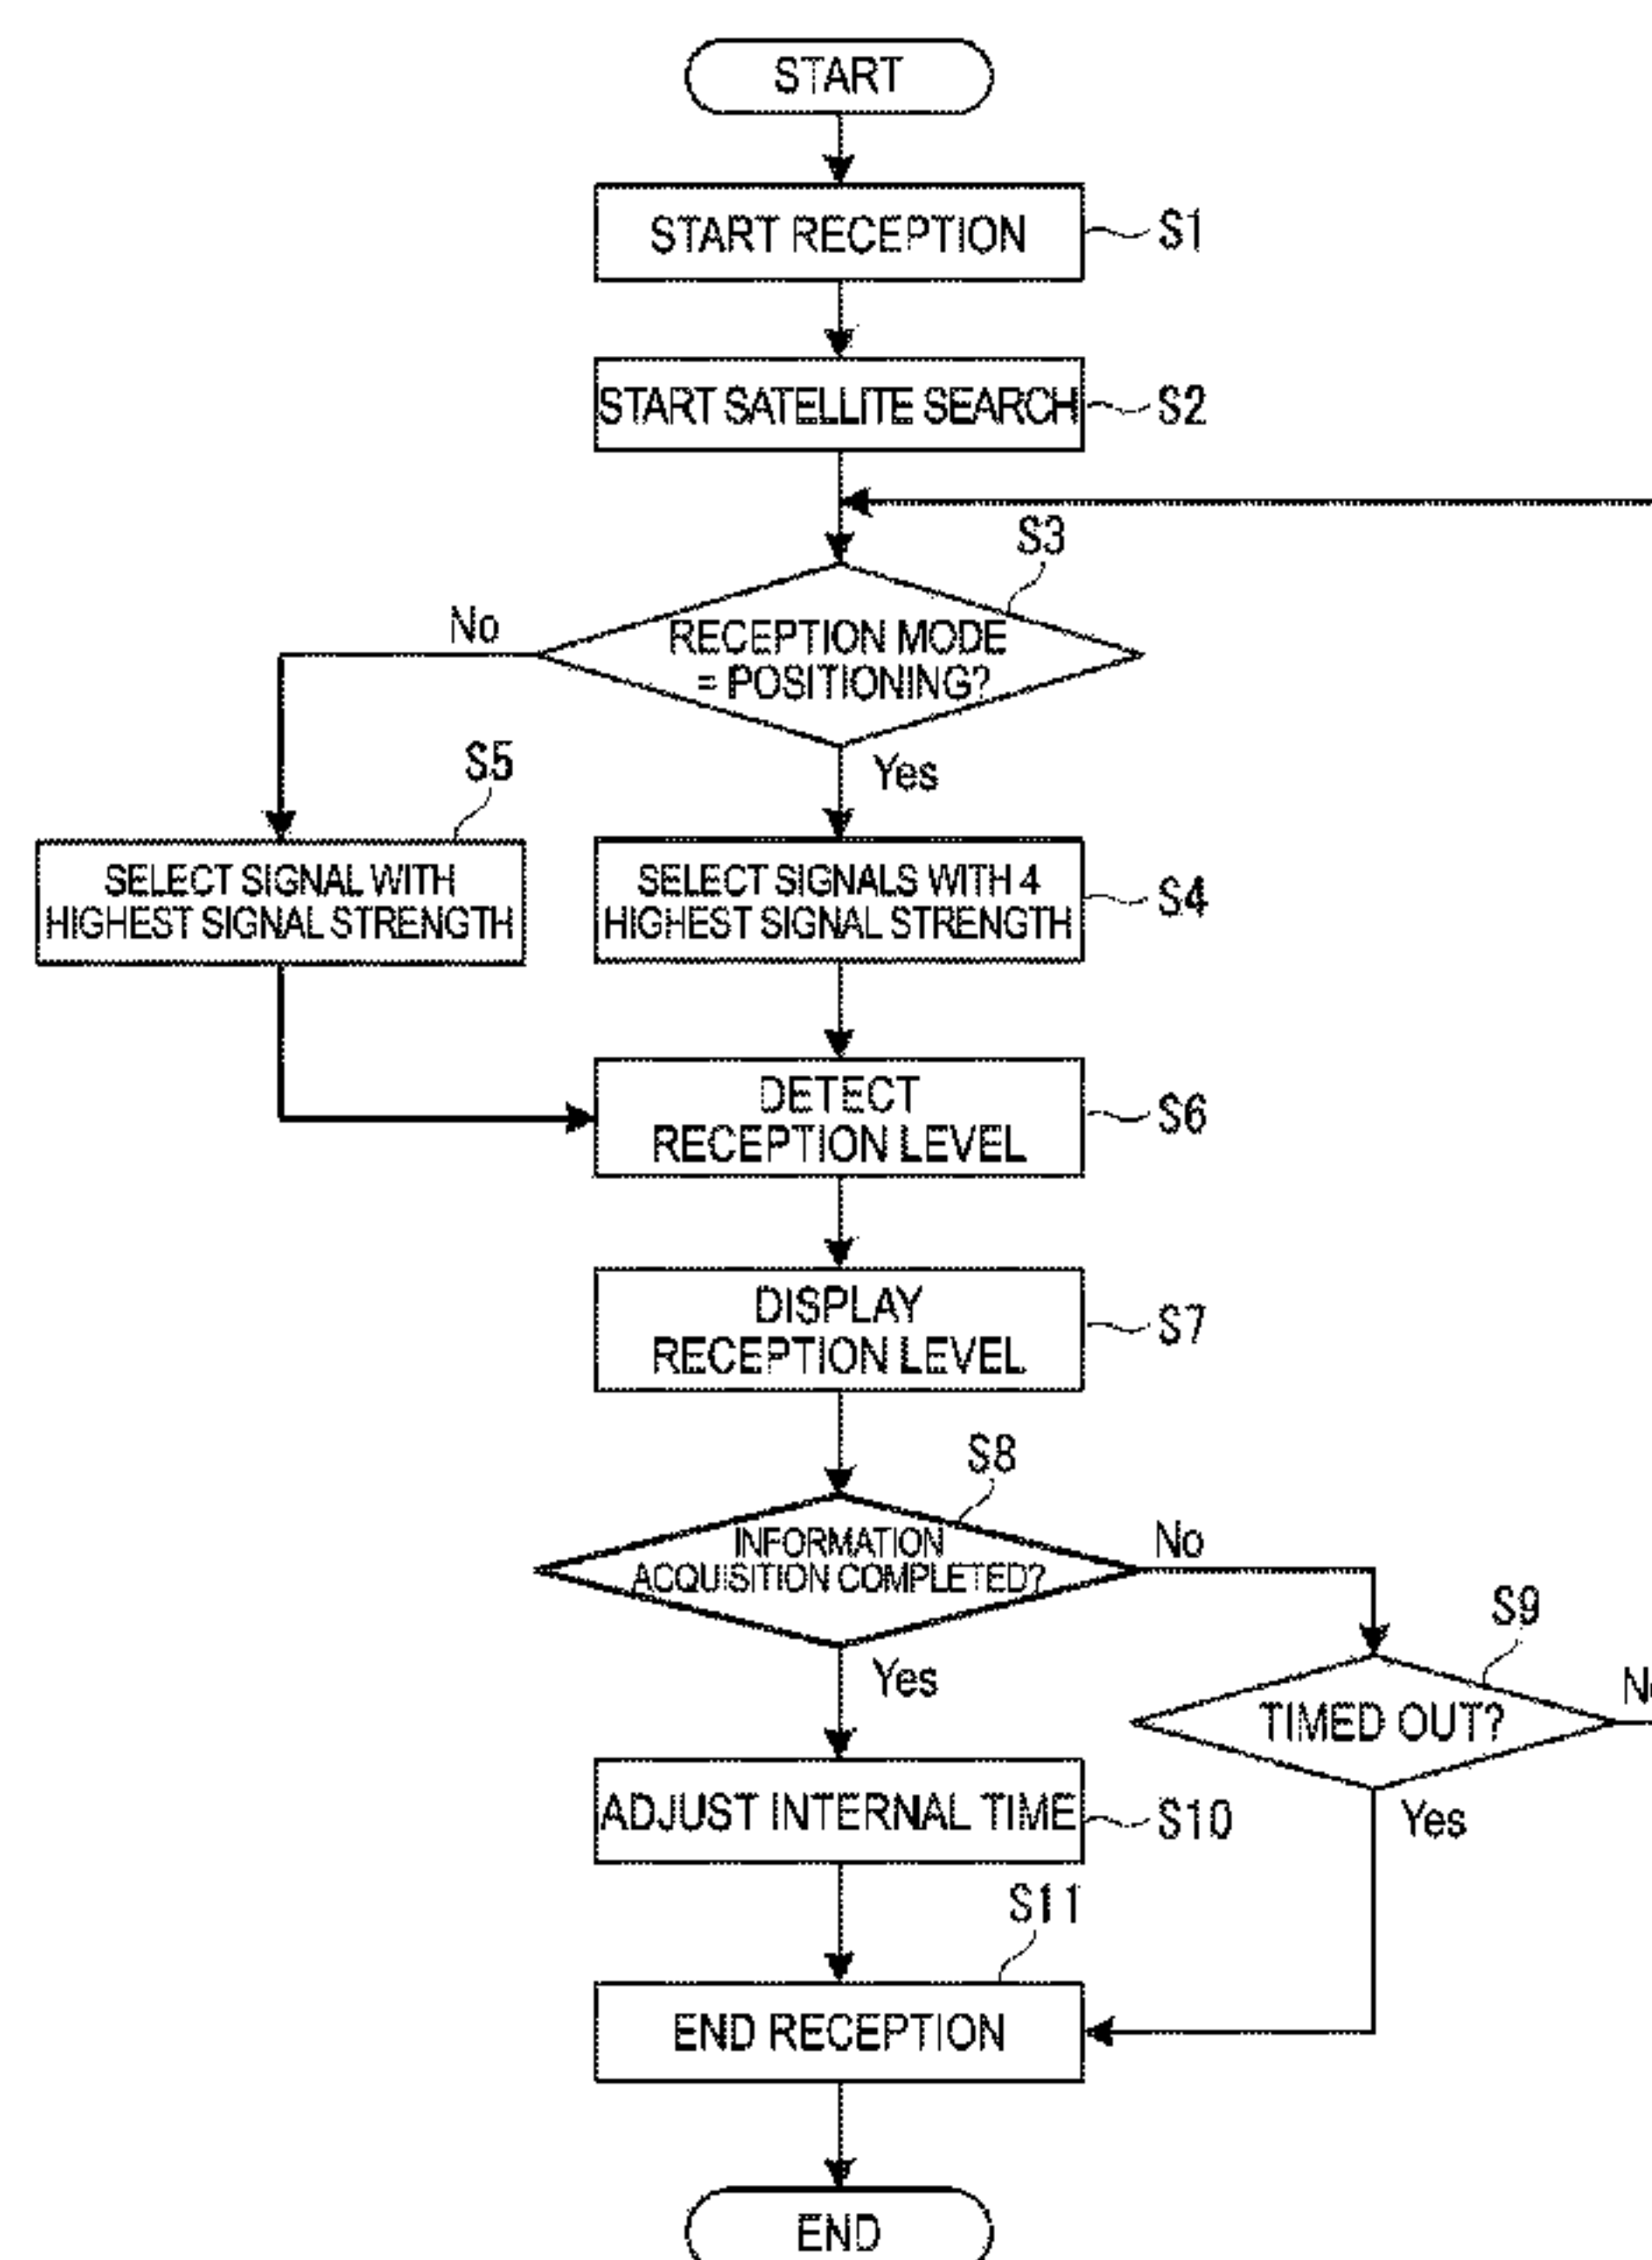 START
START RECEPTION
S1
START SATELLITE SEARCH
S2
S3
RECEPTION MODE
= POSITIONING?
No
Yes
S5
SELECT SIGNAL WITH
HIGHEST SIGNAL STRENGTH
SELECT SIGNALS WITH 4
HIGHEST SIGNAL STRENGTH
S4
DETECT
RECEPTION LEVEL
S6
DISPLAY
RECEPTION LEVEL
S7
S8
INFORMATION
ACQUISITION COMPLETED?
No
Yes
S9
TIMED OUT?
Yes
ADJUST INTERNAL TIME
S10
S11
END RECEPTION
END